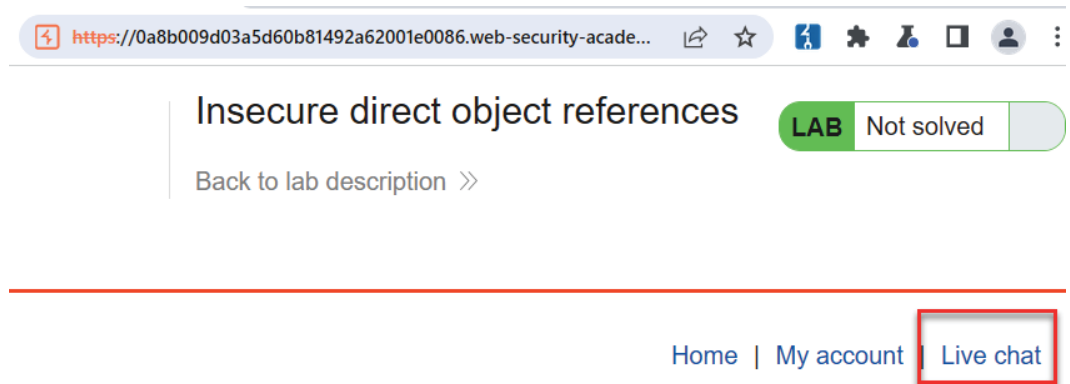 https://0a8b009d03a5d60b81492a62001e0086.web-security-acade...
Insecure direct object references
LAB Not solved
Back to lab description
Home | My account | Live chat